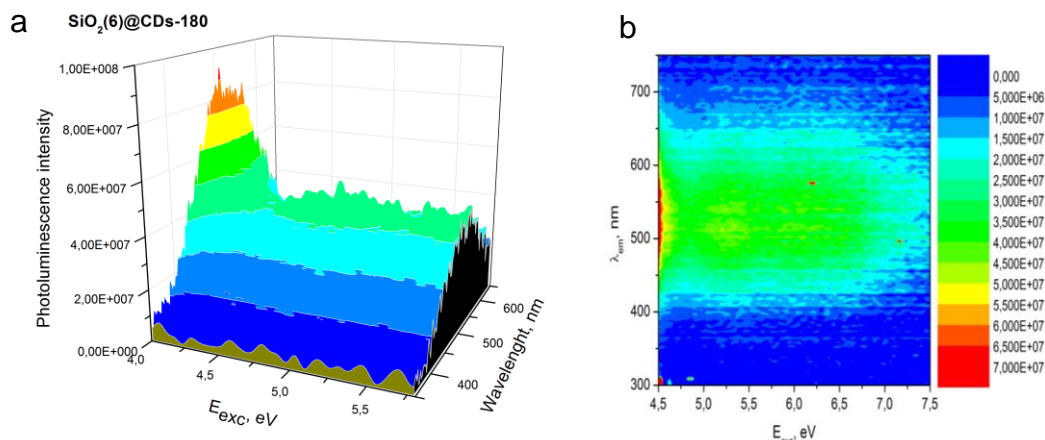 a
SiO₂(6)@CDs-180
Photoluminescence intensity
1,00E+008
8,00E+007
6,00E+007
4,00E+007
2,00E+007
0,00E+000
4,0
4,5
5,0
5,5
Eexc, eV
400
500
600
Wavelenght, nm
b
λem, nm
700
600
500
400
300
4,5
5,0
5,5
6,0
6,5
7,0
7,5
, eV
0,000
5,000E+06
1,000E+07
1,500E+07
2,000E+07
2,500E+07
3,000E+07
3,500E+07
4,000E+07
4,500E+07
5,000E+07
5,500E+07
6,000E+07
6,500E+07
7,000E+07